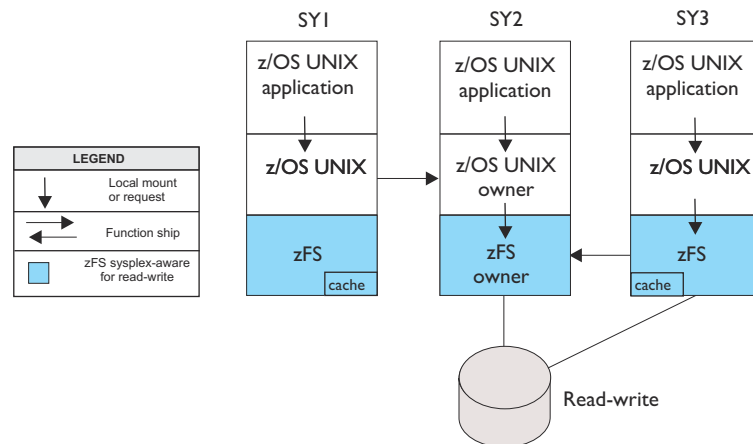 SY1 SY2 SY3
z/OS UNIX application
z/OS UNIX application
z/OS UNIX application
LEGEND
Local mount or request
Function ship
zFS sysplex-aware for read-write
z/OS UNIX
z/OS UNIX owner
z/OS UNIX
zFS
cache
zFS owner
zFS
cache
Read-write